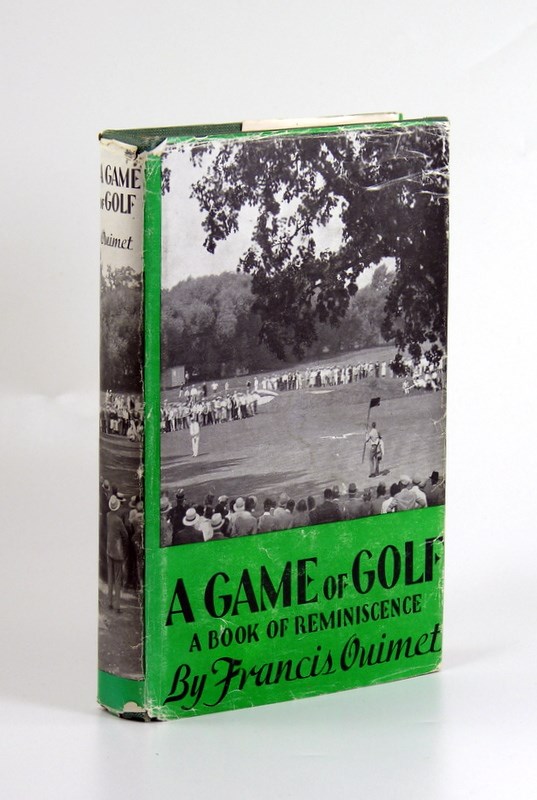 A GAME
OF GOLF
Ouimet
A GAME OF GOLF
A BOOK OF REMINISCENCE
By Francis Ouimet